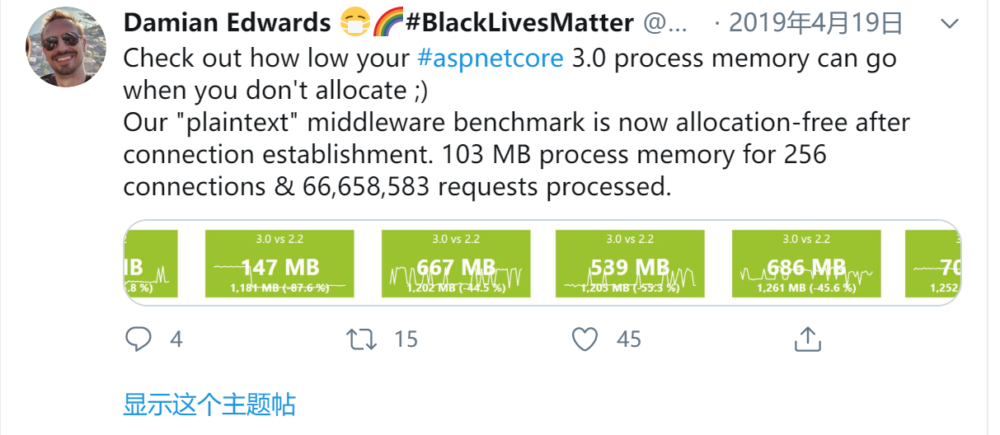 Damian Edwards 😷🌈#BlackLivesMatter @... · 2019年4月19日
Check out how low your #aspnetcore 3.0 process memory can go
when you don't allocate ;)
Our "plaintext" middleware benchmark is now allocation-free after
connection establishment. 103 MB process memory for 256
connections & 66,658,583 requests processed.
3.0 vs 2.2 3.0 vs 2.2 3.0 vs 2.2 3.0 vs 2.2
147 MB 667 MB 539 MB 686 MB
1,181 MB (-87.6 %) 1,202 MB (-44.5 %) 1,205 MB (-55.3 %) 1,261 MB (-45.6 %) 1,252
4 15 45
显示这个主题帖